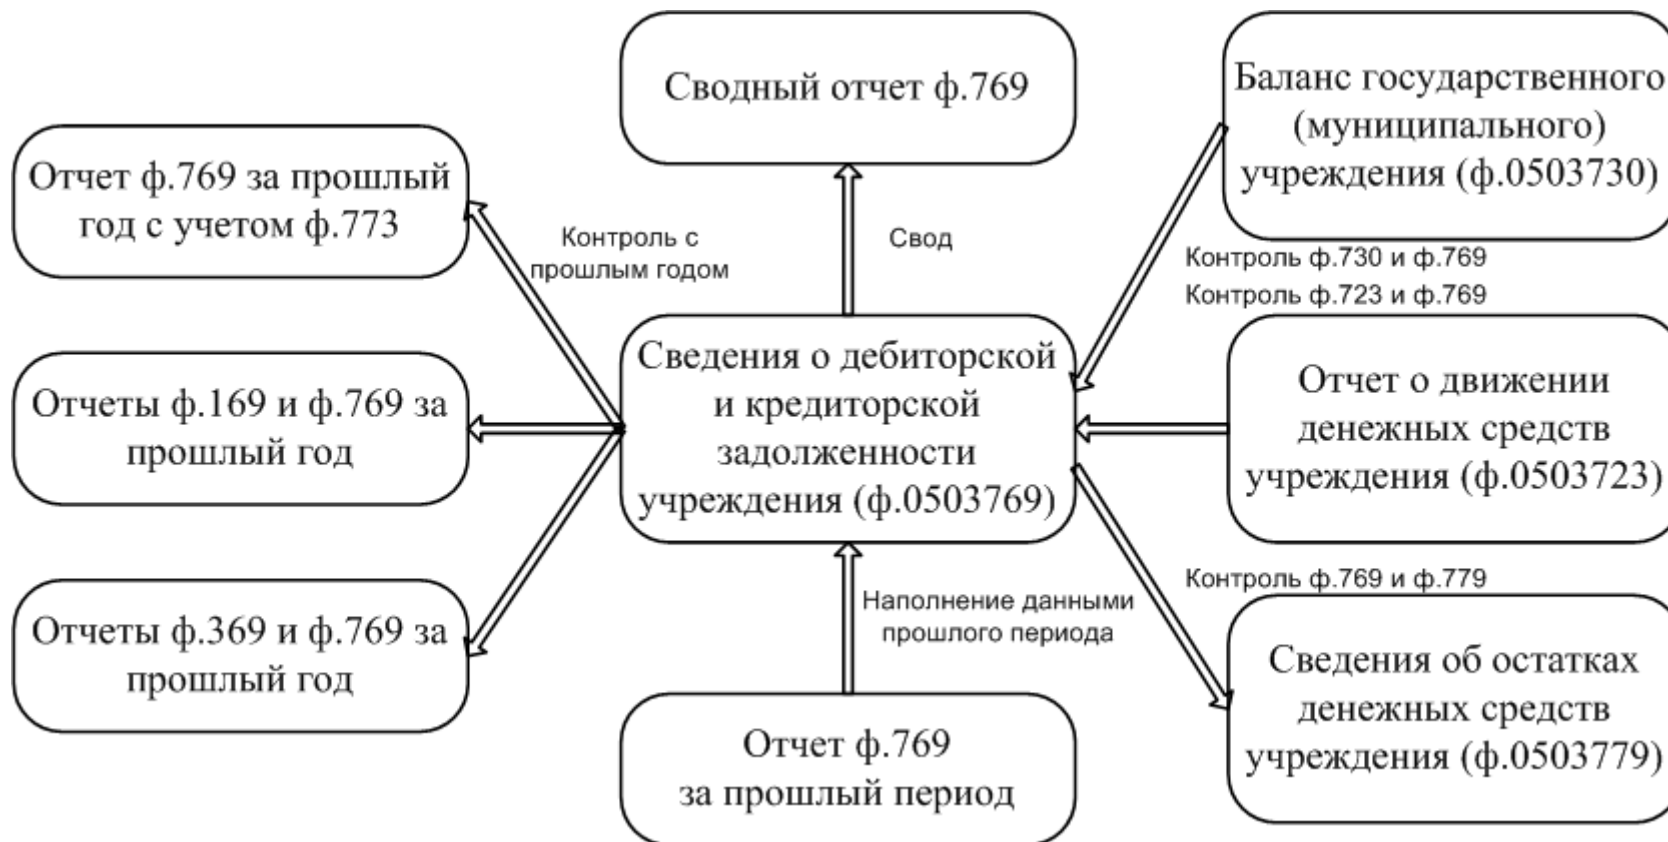 Сводный отчет ф.769
Баланс государственного
(муниципального)
учреждения (ф.0503730)
Отчет ф.769 за прошлый
год с учетом ф.773
Контроль с
прошлым годом
Свод
Контроль ф.730 и ф.769
Контроль ф.723 и ф.769
Отчеты ф.169 и ф.769 за
прошлый год
Сведения о дебиторской
и кредиторской
задолженности
учреждения (ф.0503769)
Отчет о движении
денежных средств
учреждения (ф.0503723)
Отчеты ф.369 и ф.769 за
прошлый год
Наполнение данными
прошлого периода
Контроль ф.769 и ф.779
Сведения об остатках
денежных средств
учреждения (ф.0503779)
Отчет ф.769
за прошлый период